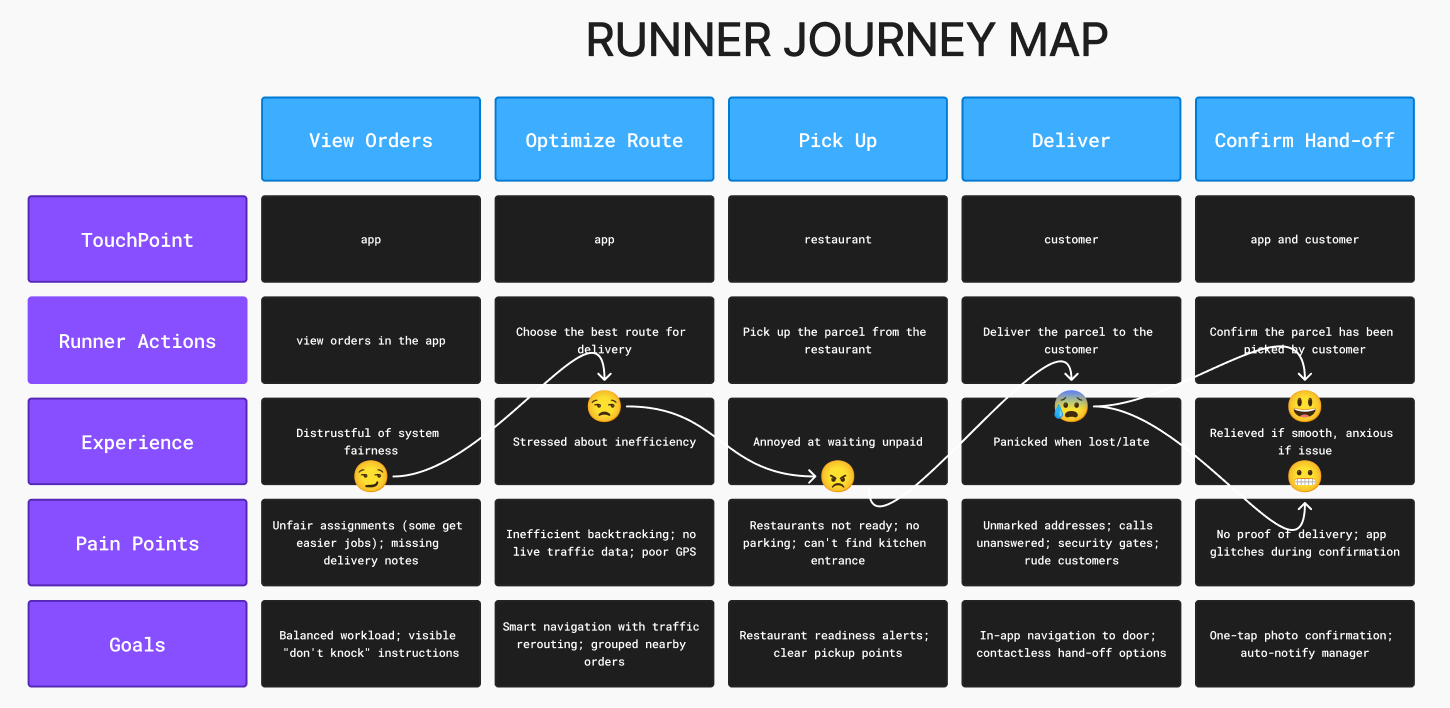 RUNNER JOURNEY MAP
View Orders
Optimize Route
Pick Up
Deliver
Confirm Hand-off
TouchPoint
app
app
restaurant
customer
app and customer
Runner Actions
view orders in the app
Choose the best route for
delivery
Pick up the parcel from the
restaurant
Deliver the parcel to the
customer
Confirm the parcel has been
picked by customer
Experience
Distrustful of system
fairness
Stressed about inefficiency
Annoyed at waiting unpaid
Panicked when lost/late
Relieved if smooth, anxious
if issue
Pain Points
Unfair assignments (some get
easier jobs); missing
delivery notes
Inefficient backtracking; no
live traffic data; poor GPS
Restaurants not ready; no
parking; can't find kitchen
entrance
Unmarked addresses; calls
unanswered; security gates;
rude customers
No proof of delivery; app
glitches during confirmation
Goals
Balanced workload; visible
"don't knock" instructions
Smart navigation with traffic
rerouting; grouped nearby
orders
Restaurant readiness alerts;
clear pickup points
In-app navigation to door;
contactless hand-off options
One-tap photo confirmation;
auto-notify manager